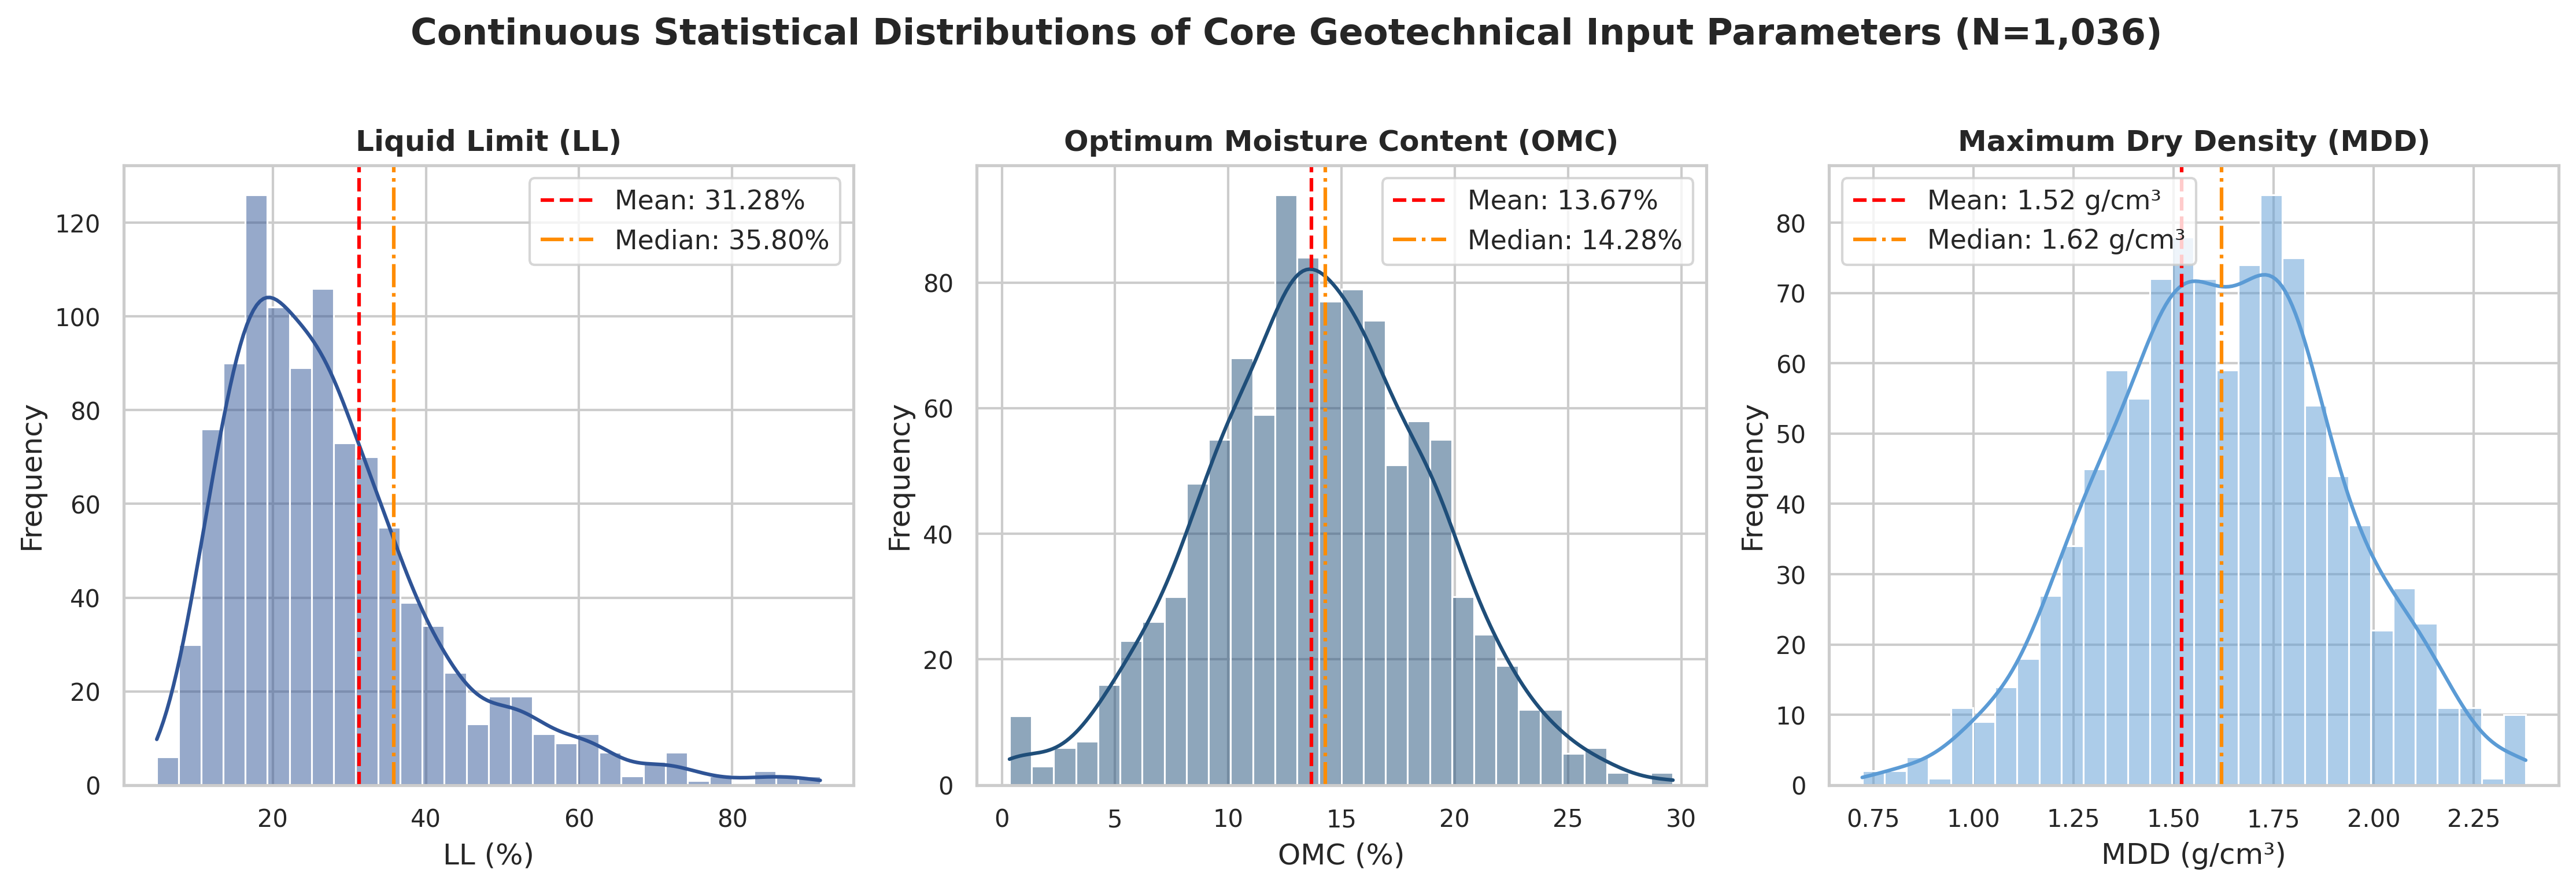 Continuous Statistical Distributions of Core Geotechnical Input Parameters (N=1,036)
Liquid Limit (LL)
Mean: 31.28%
Median: 35.80%
120
100
80
60
40
20
0
Frequency
20 40 60 80
LL (%)
Optimum Moisture Content (OMC)
Mean: 13.67%
Median: 14.28%
80
60
40
20
0
Frequency
0 5 10 15 20 25 30
OMC (%)
Maximum Dry Density (MDD)
Mean: 1.52 g/cm³
Median: 1.62 g/cm³
80
70
60
50
40
30
20
10
0
Frequency
0.75 1.00 1.25 1.50 1.75 2.00 2.25
MDD (g/cm³)